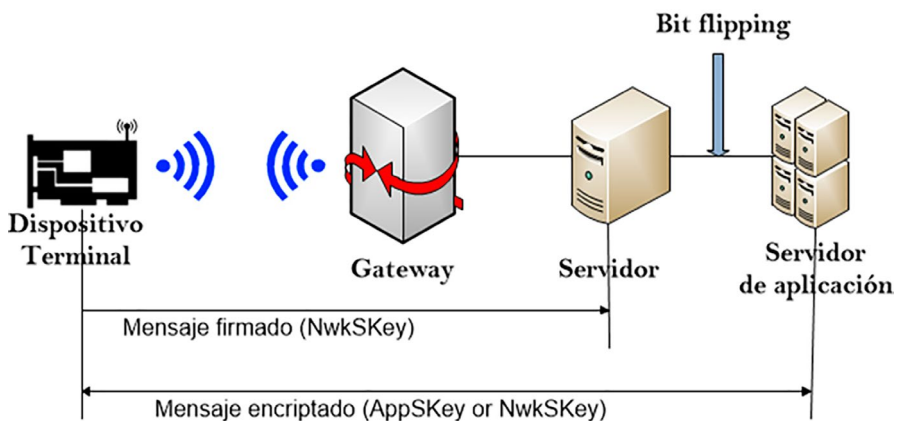 Bit flipping
Dispositivo
Terminal
Gateway
Servidor
Servidor
de aplicación
Mensaje firmado (NwkSKey)
Mensaje encriptado (AppSKey or NwkSKey)